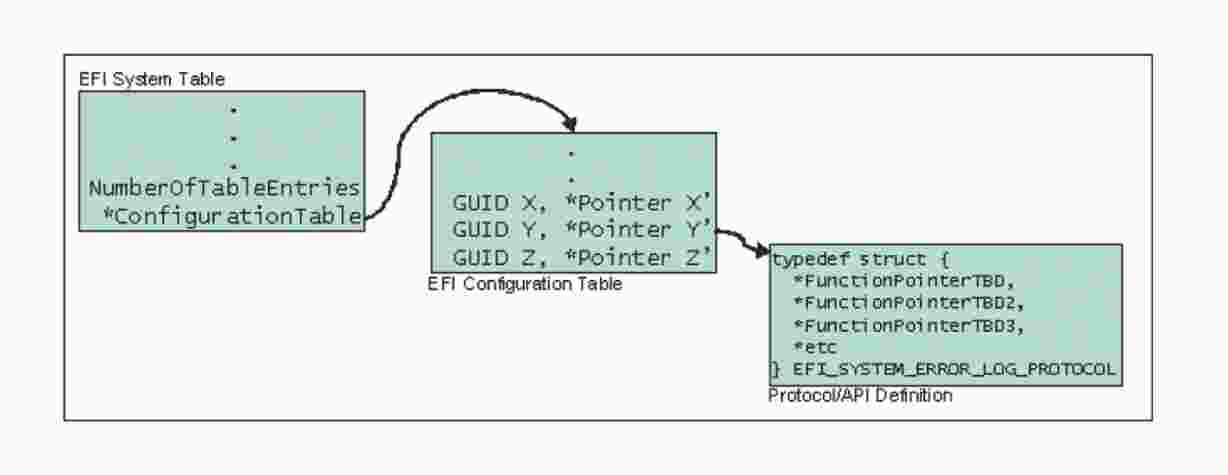 EFI System Table
.
.
.
NumberOfTableEntries
*ConfigurationTable
.
.
GUID X, *Pointer X'
GUID Y, *Pointer Y'
GUID Z, *Pointer Z'
EFI Configuration Table
typedef struct {
*FunctionPointerTBD,
*FunctionPointerTBD2,
*FunctionPointerTBD3,
*etc
} EFI_SYSTEM_ERROR_LOG_PROTOCOL
Protocol/API Definition